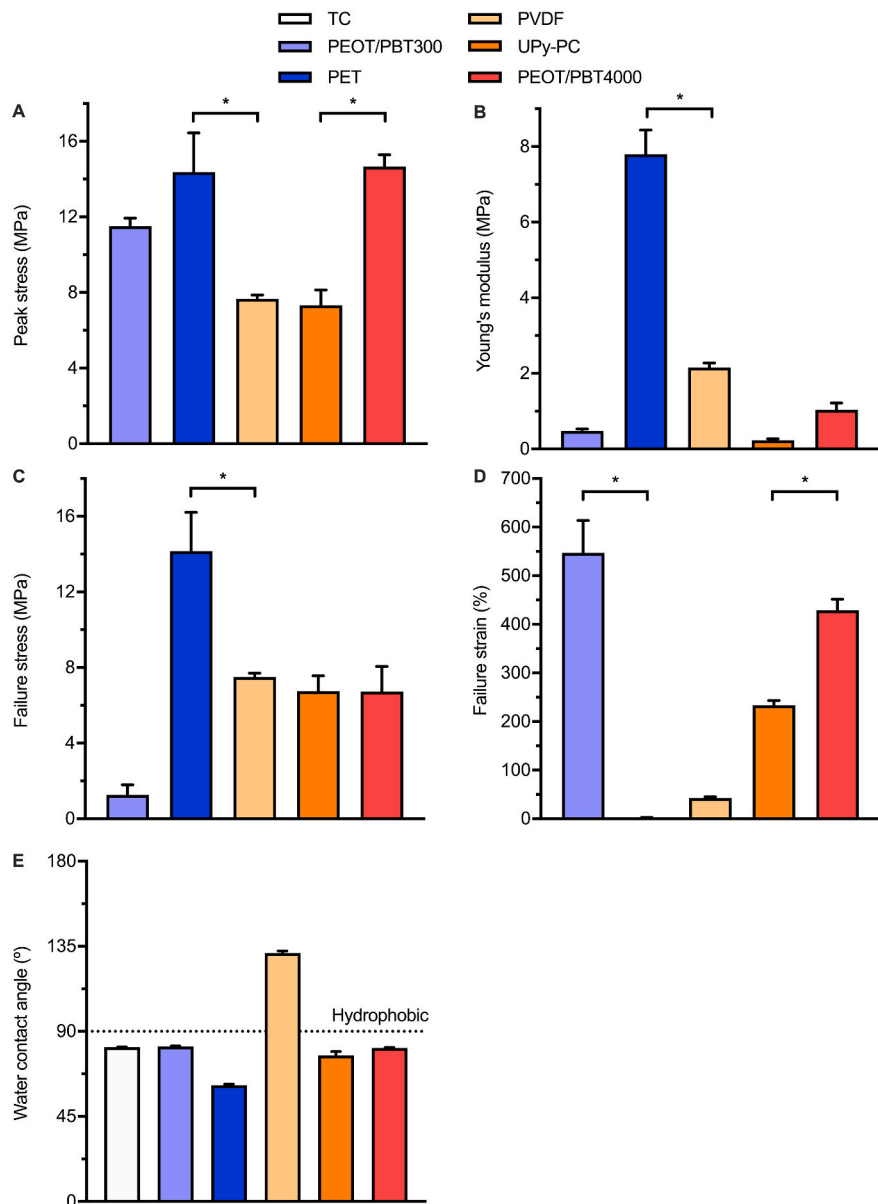 TC
PVDF
PEOT/PBT300
UPy-PC
PET
PEOT/PBT4000
A
*
*
16
12
8
4
0
Peak stress (MPa)
B
*
8
6
4
2
0
Young's modulus (MPa)
C
*
16
12
8
4
0
Failure stress (MPa)
D
*
*
700
600
500
400
300
200
100
0
Failure strain (%)
E
180
135
90
45
0
Water contact angle (º)
Hydrophobic